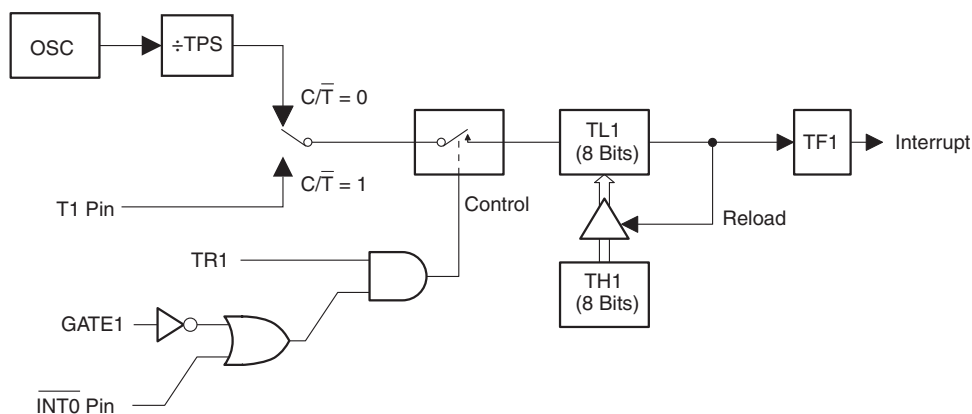 OSC
÷TPS
C/T̅ = 0
TL1
(8 Bits)
TF1
Interrupt
C/T̅ = 1
T1 Pin
Control
Reload
TR1
TH1
(8 Bits)
GATE1
I̅N̅T̅0̅ Pin